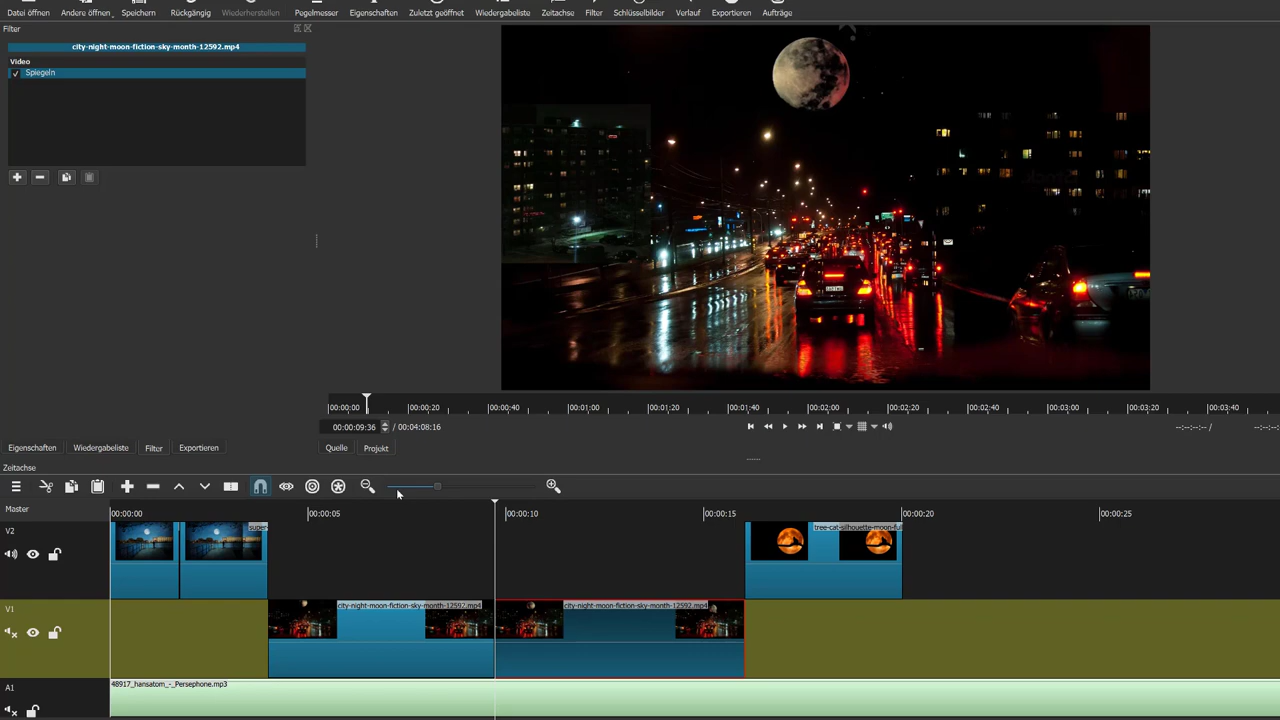 Datei öffnen Andere öffnen Speichern Rückgängig Wiederherstellen Pegelmesser Eigenschaften Zuletzt geöffnet Wiedergabeliste Zeitachse Filter Schlüsselbilder Verlauf Exportieren Aufträge
Filter
city-night-moon-fiction-sky-month-12592.mp4
Video
Spiegeln
00:00:00 00:00:20 00:00:40 00:01:00 00:01:20 00:01:40 00:02:00 00:02:20 00:02:40 00:03:00 00:03:20 00:03:40
00:00:09:36 / 00:04:08:16 --:--:--:-- /
Eigenschaften Wiedergabeliste Filter Exportieren Quelle Projekt
Zeitachse
Master 00:00:00 00:00:05 00:00:10 00:00:15 00:00:20 00:00:25
V2 super tree-cat-silhouette-moon-full
V1 city-night-moon-fiction-sky-month-12592.mp4 city-night-moon-fiction-sky-month-12592.mp4
A1 48917_hansatom_-_Persephone.mp3